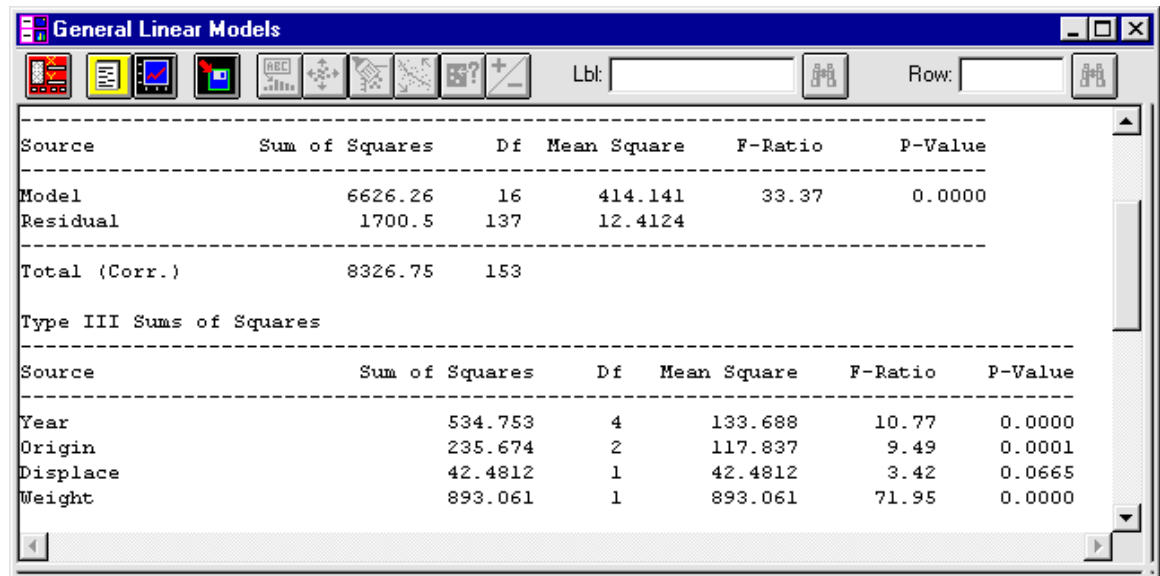 General Linear Models
Lbl: Row:
Source Sum of Squares Df Mean Square F-Ratio P-Value
Model 6626.26 16 414.141 33.37 0.0000
Residual 1700.5 137 12.4124
Total (Corr.) 8326.75 153
Type III Sums of Squares
Source Sum of Squares Df Mean Square F-Ratio P-Value
Year 534.753 4 133.688 10.77 0.0000
Origin 235.674 2 117.837 9.49 0.0001
Displace 42.4812 1 42.4812 3.42 0.0665
Weight 893.061 1 893.061 71.95 0.0000